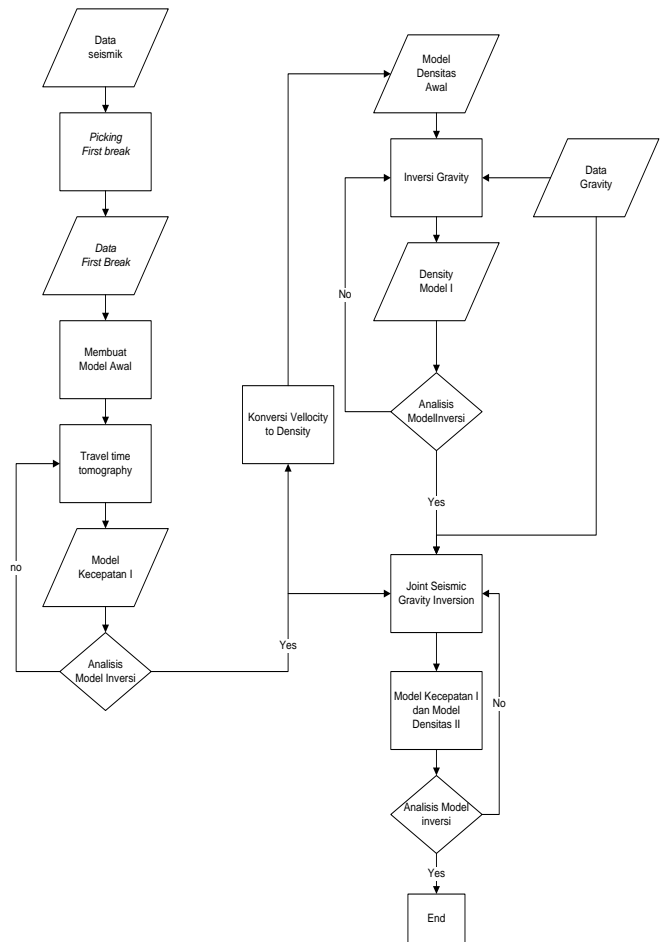 Data
seismik
Picking
First break
Data
First Break
Membuat
Model Awal
Travel time
tomography
no
Model
Kecepatan I
Analisis
Model Inversi
Yes
Konversi Vellocity
to Density
Model
Densitas
Awal
Inversi Gravity
Data
Gravity
No
Density
Model I
Analisis
ModelInversi
Yes
Joint Seismic
Gravity Inversion
Model Kecepatan I
dan Model
Densitas II
No
Analisis Model
inversi
Yes
End